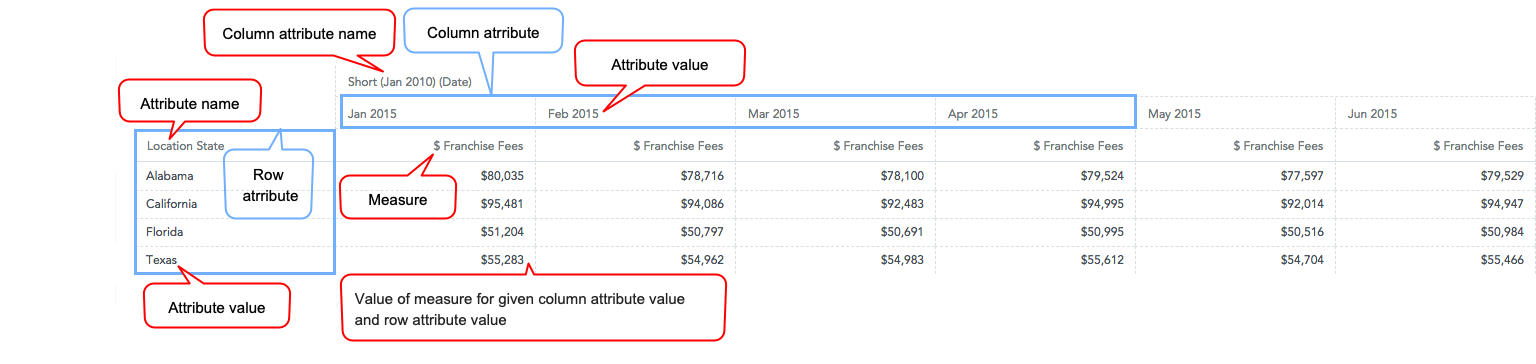 Column attribute name
Column atrribute
Attribute value
Short (Jan 2010) (Date)
Attribute name
Jan 2015 Feb 2015 Mar 2015 Apr 2015 May 2015 Jun 2015
Location State $ Franchise Fees $ Franchise Fees $ Franchise Fees $ Franchise Fees $ Franchise Fees $ Franchise Fees
Row
atrribute
Measure
Alabama $80,035 $78,716 $78,100 $79,524 $77,597 $79,529
California $95,481 $94,086 $92,483 $94,995 $92,014 $94,947
Florida $51,204 $50,797 $50,691 $50,995 $50,516 $50,984
Texas $55,283 $54,962 $54,983 $55,612 $54,704 $55,466
Attribute value
Value of measure for given column attribute value
and row attribute value